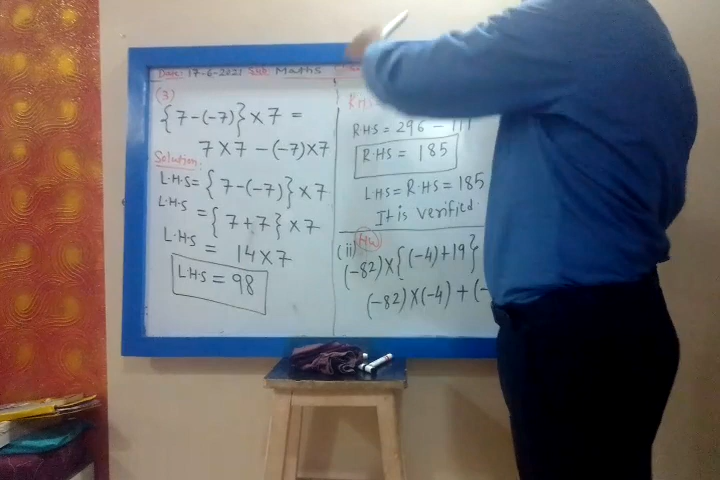 Date: 17-6-2021 Sub: Maths
(3)
{7-(-7)} × 7 =
7×7 - (-7)×7
Solution:
L.H.S = {7-(-7)} × 7
L.H.S = {7+7} × 7
L.H.S = 14×7
L.H.S = 98
RHS
R.H.S = 296 - 111
R.H.S = 185
L.H.S = R.H.S = 185
It is verified.
(ii) Hw
(-82)×{(-4)+19}
(-82)×(-4)+(-